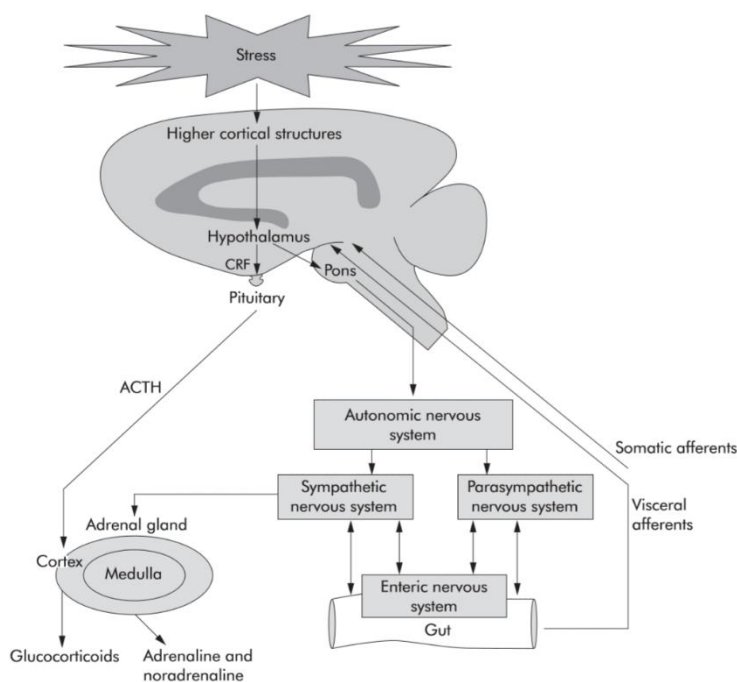 Stress
Higher cortical structures
Hypothalamus
CRF
Pons
Pituitary
ACTH
Autonomic nervous
system
Somatic afferents
Sympathetic
nervous system
Parasympathetic
nervous system
Visceral
afferents
Adrenal gland
Cortex
Medulla
Enteric nervous
system
Gut
Glucocorticoids
Adrenaline and
noradrenaline